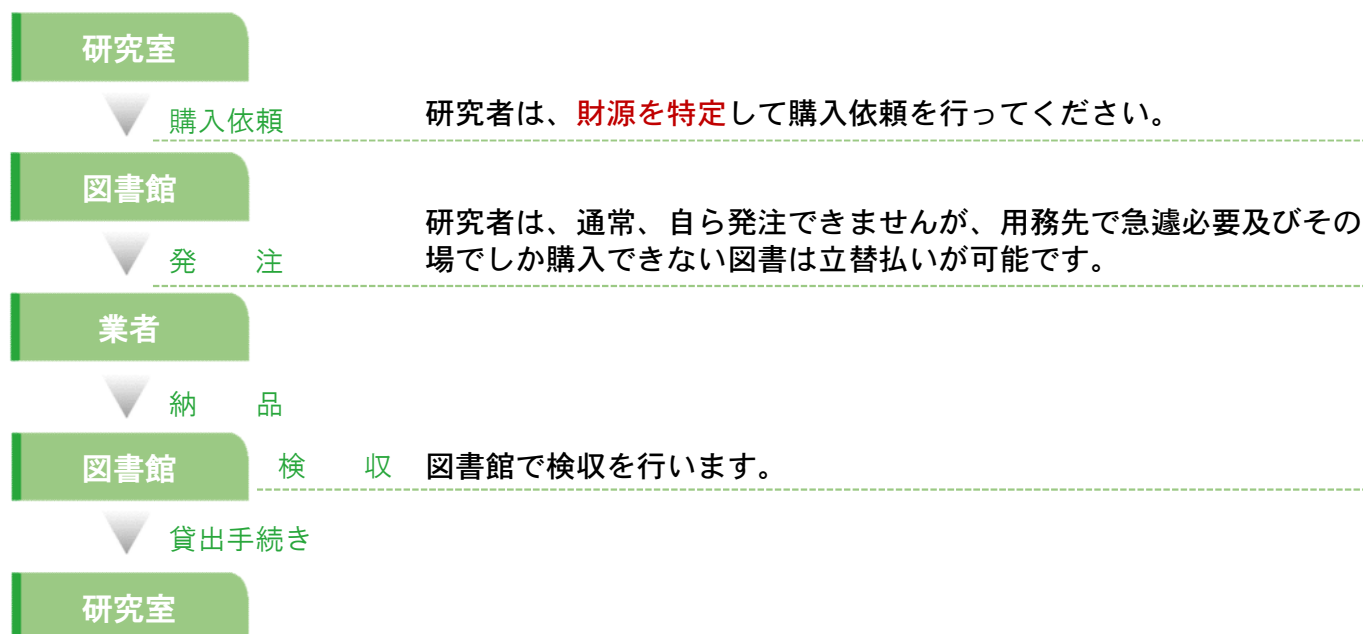 研究室
購入依頼
研究者は、財源を特定して購入依頼を行ってください。
図書館
研究者は、通常、自ら発注できませんが、用務先で急遽必要及びその
場でしか購入できない図書は立替払いが可能です。
発　注
業者
納　品
図書館
検　収
図書館で検収を行います。
貸出手続き
研究室